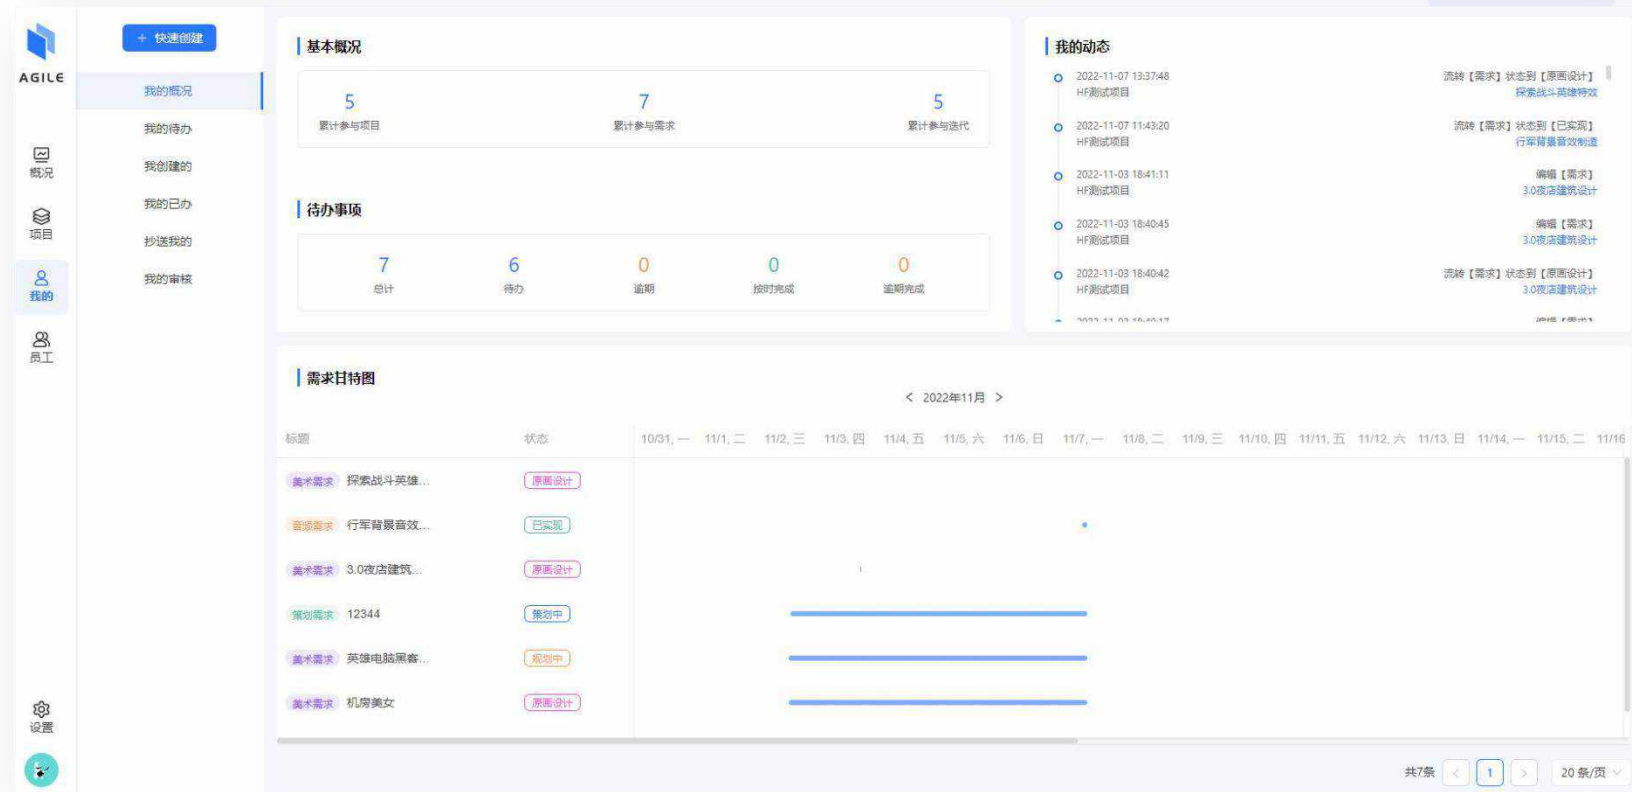 AGILE
概况
项目
我的
员工
设置
+ 快速创建
我的概况
我的待办
我创建的
我的已办
抄送我的
我的审核
基本概况
5 7 5
累计参与项目 累计参与需求 累计参与迭代
待办事项
7 6 0 0 0
总计 待办 逾期 按时完成 逾期完成
我的动态
2022-11-07 13:37:48 流转【需求】状态到【原画设计】
HF测试项目 探索战斗英雄特效
2022-11-07 11:43:20 流转【需求】状态到【已实现】
HF测试项目 行军背景音效制造
2022-11-03 18:41:11 编辑【需求】
HF测试项目 3.0夜店建筑设计
2022-11-03 18:40:45 编辑【需求】
HF测试项目 3.0夜店建筑设计
2022-11-03 18:40:42 流转【需求】状态到【原画设计】
HF测试项目 3.0夜店建筑设计
2022-11-03 18:40:17 编辑【需求】
需求甘特图
< 2022年11月 >
标题 状态 10/31, 一 11/1, 二 11/2, 三 11/3, 四 11/4, 五 11/5, 六 11/6, 日 11/7, 一 11/8, 二 11/9, 三 11/10, 四 11/11, 五 11/12, 六 11/13, 日 11/14, 一 11/15, 二 11/16
美术需求 探索战斗英雄... 原画设计
音频需求 行军背景音效... 已实现
美术需求 3.0夜店建筑... 原画设计
策划需求 12344 策划中
美术需求 英雄电脑黑客... 规划中
美术需求 机房美女 原画设计
共7条 < 1 > 20 条/页